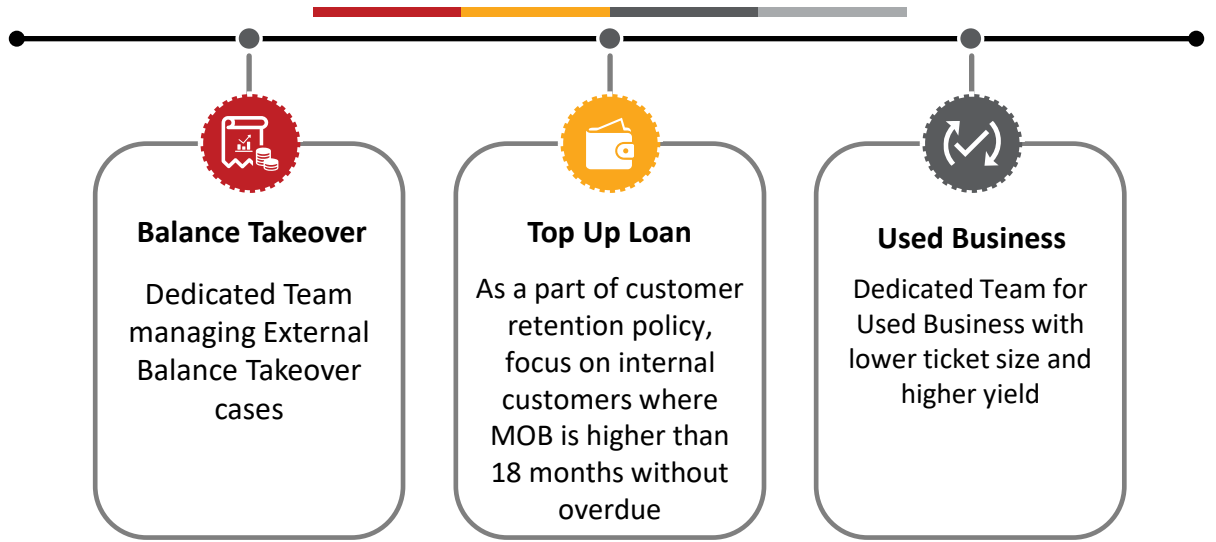 Balance Takeover
Dedicated Team
managing External
Balance Takeover
cases
Top Up Loan
As a part of customer
retention policy,
focus on internal
customers where
MOB is higher than
18 months without
overdue
Used Business
Dedicated Team for
Used Business with
lower ticket size and
higher yield